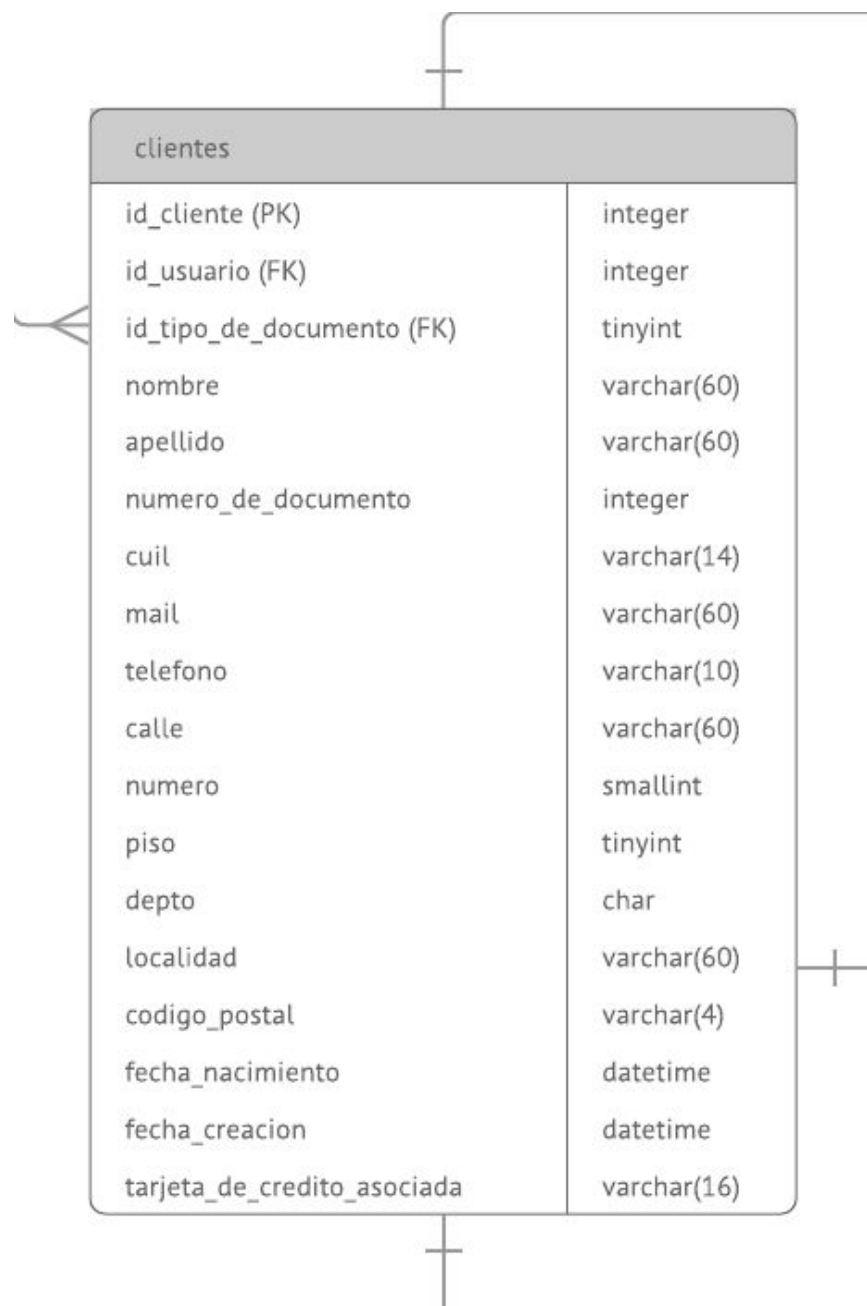 clientes
id_cliente (PK) integer
id_usuario (FK) integer
id_tipo_de_documento (FK) tinyint
nombre varchar(60)
apellido varchar(60)
numero_de_documento integer
cuil varchar(14)
mail varchar(60)
telefono varchar(10)
calle varchar(60)
numero smallint
piso tinyint
depto char
localidad varchar(60)
codigo_postal varchar(4)
fecha_nacimiento datetime
fecha_creacion datetime
tarjeta_de_credito_asociada varchar(16)